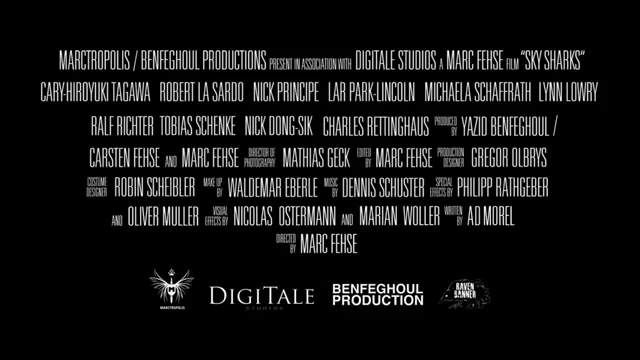 MARCTROPOLIS / BENFEGHOUL PRODUCTIONS PRESENT IN ASSOCIATION WITH DIGITALE STUDIOS A MARC FEHSE FILM "SKY SHARKS"
CARY-HIROYUKI TAGAWA ROBERT LA SARDO NICK PRINCIPE LAR PARK-LINCOLN MICHAELA SCHAFFRATH LYNN LOWRY
RALF RICHTER TOBIAS SCHENKE NICK DONG-SIK CHARLES RETTINGHAUS PRODUCED BY YAZID BENFEGHOUL /
CARSTEN FEHSE AND MARC FEHSE DIRECTOR OF PHOTOGRAPHY MATHIAS GECK EDITED BY MARC FEHSE PRODUCTION DESIGNER GREGOR OLBRYS
COSTUME DESIGNER ROBIN SCHEIBLER MAKE UP BY WALDEMAR EBERLE MUSIC BY DENNIS SCHUSTER SPECIAL EFFECTS BY PHILIPP RATHGEBER
AND OLIVER MULLER VISUAL EFFECTS BY NICOLAS OSTERMANN AND MARIAN WOLLER WRITTEN BY AD MOREL
DIRECTED BY MARC FEHSE
MARCTROPOLIS DIGITALE STUDIOS BENFEGHOUL PRODUCTION RAVEN BANNER